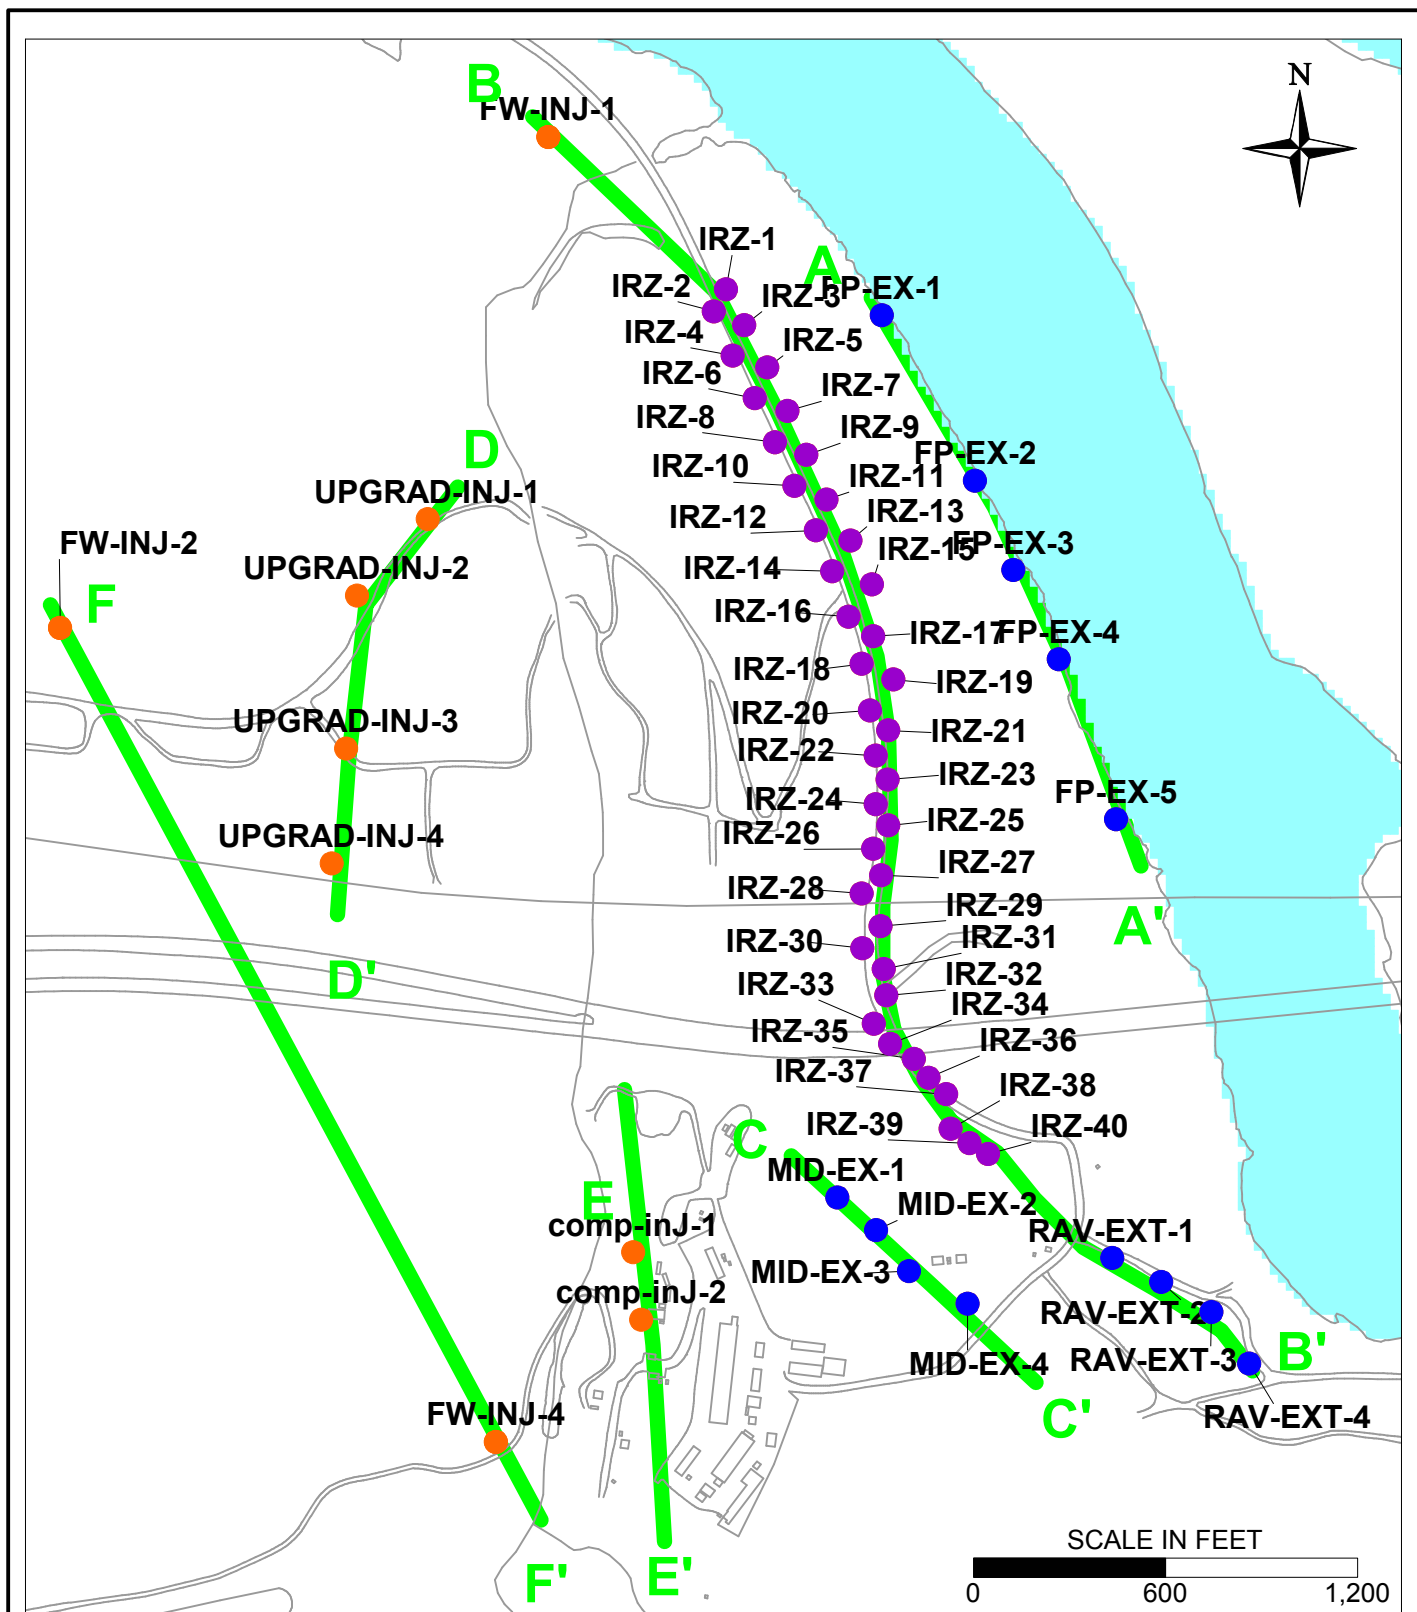 B
FW-INJ-1
N
IRZ-1
A
IRZ-2
IRZ-3
FP-EX-1
IRZ-4
IRZ-5
IRZ-6
IRZ-7
IRZ-8
IRZ-9
FP-EX-2
D
IRZ-10
IRZ-11
UPGRAD-INJ-1
IRZ-12
IRZ-13
FW-INJ-2
FP-EX-3
IRZ-14
IRZ-15
UPGRAD-INJ-2
F
IRZ-16
IRZ-17
FP-EX-4
IRZ-18
IRZ-19
IRZ-20
UPGRAD-INJ-3
IRZ-21
IRZ-22
IRZ-23
FP-EX-5
IRZ-24
IRZ-25
UPGRAD-INJ-4
IRZ-26
IRZ-27
IRZ-28
IRZ-29
A'
IRZ-30
IRZ-31
D'
IRZ-32
IRZ-33
IRZ-34
IRZ-35
IRZ-36
IRZ-37
IRZ-38
IRZ-39
IRZ-40
C
MID-EX-1
E
MID-EX-2
comp-inJ-1
RAV-EXT-1
MID-EX-3
comp-inJ-2
RAV-EXT-2
B'
MID-EX-4
RAV-EXT-3
FW-INJ-4
C'
RAV-EXT-4
SCALE IN FEET
F'
E'
0
600
1,200